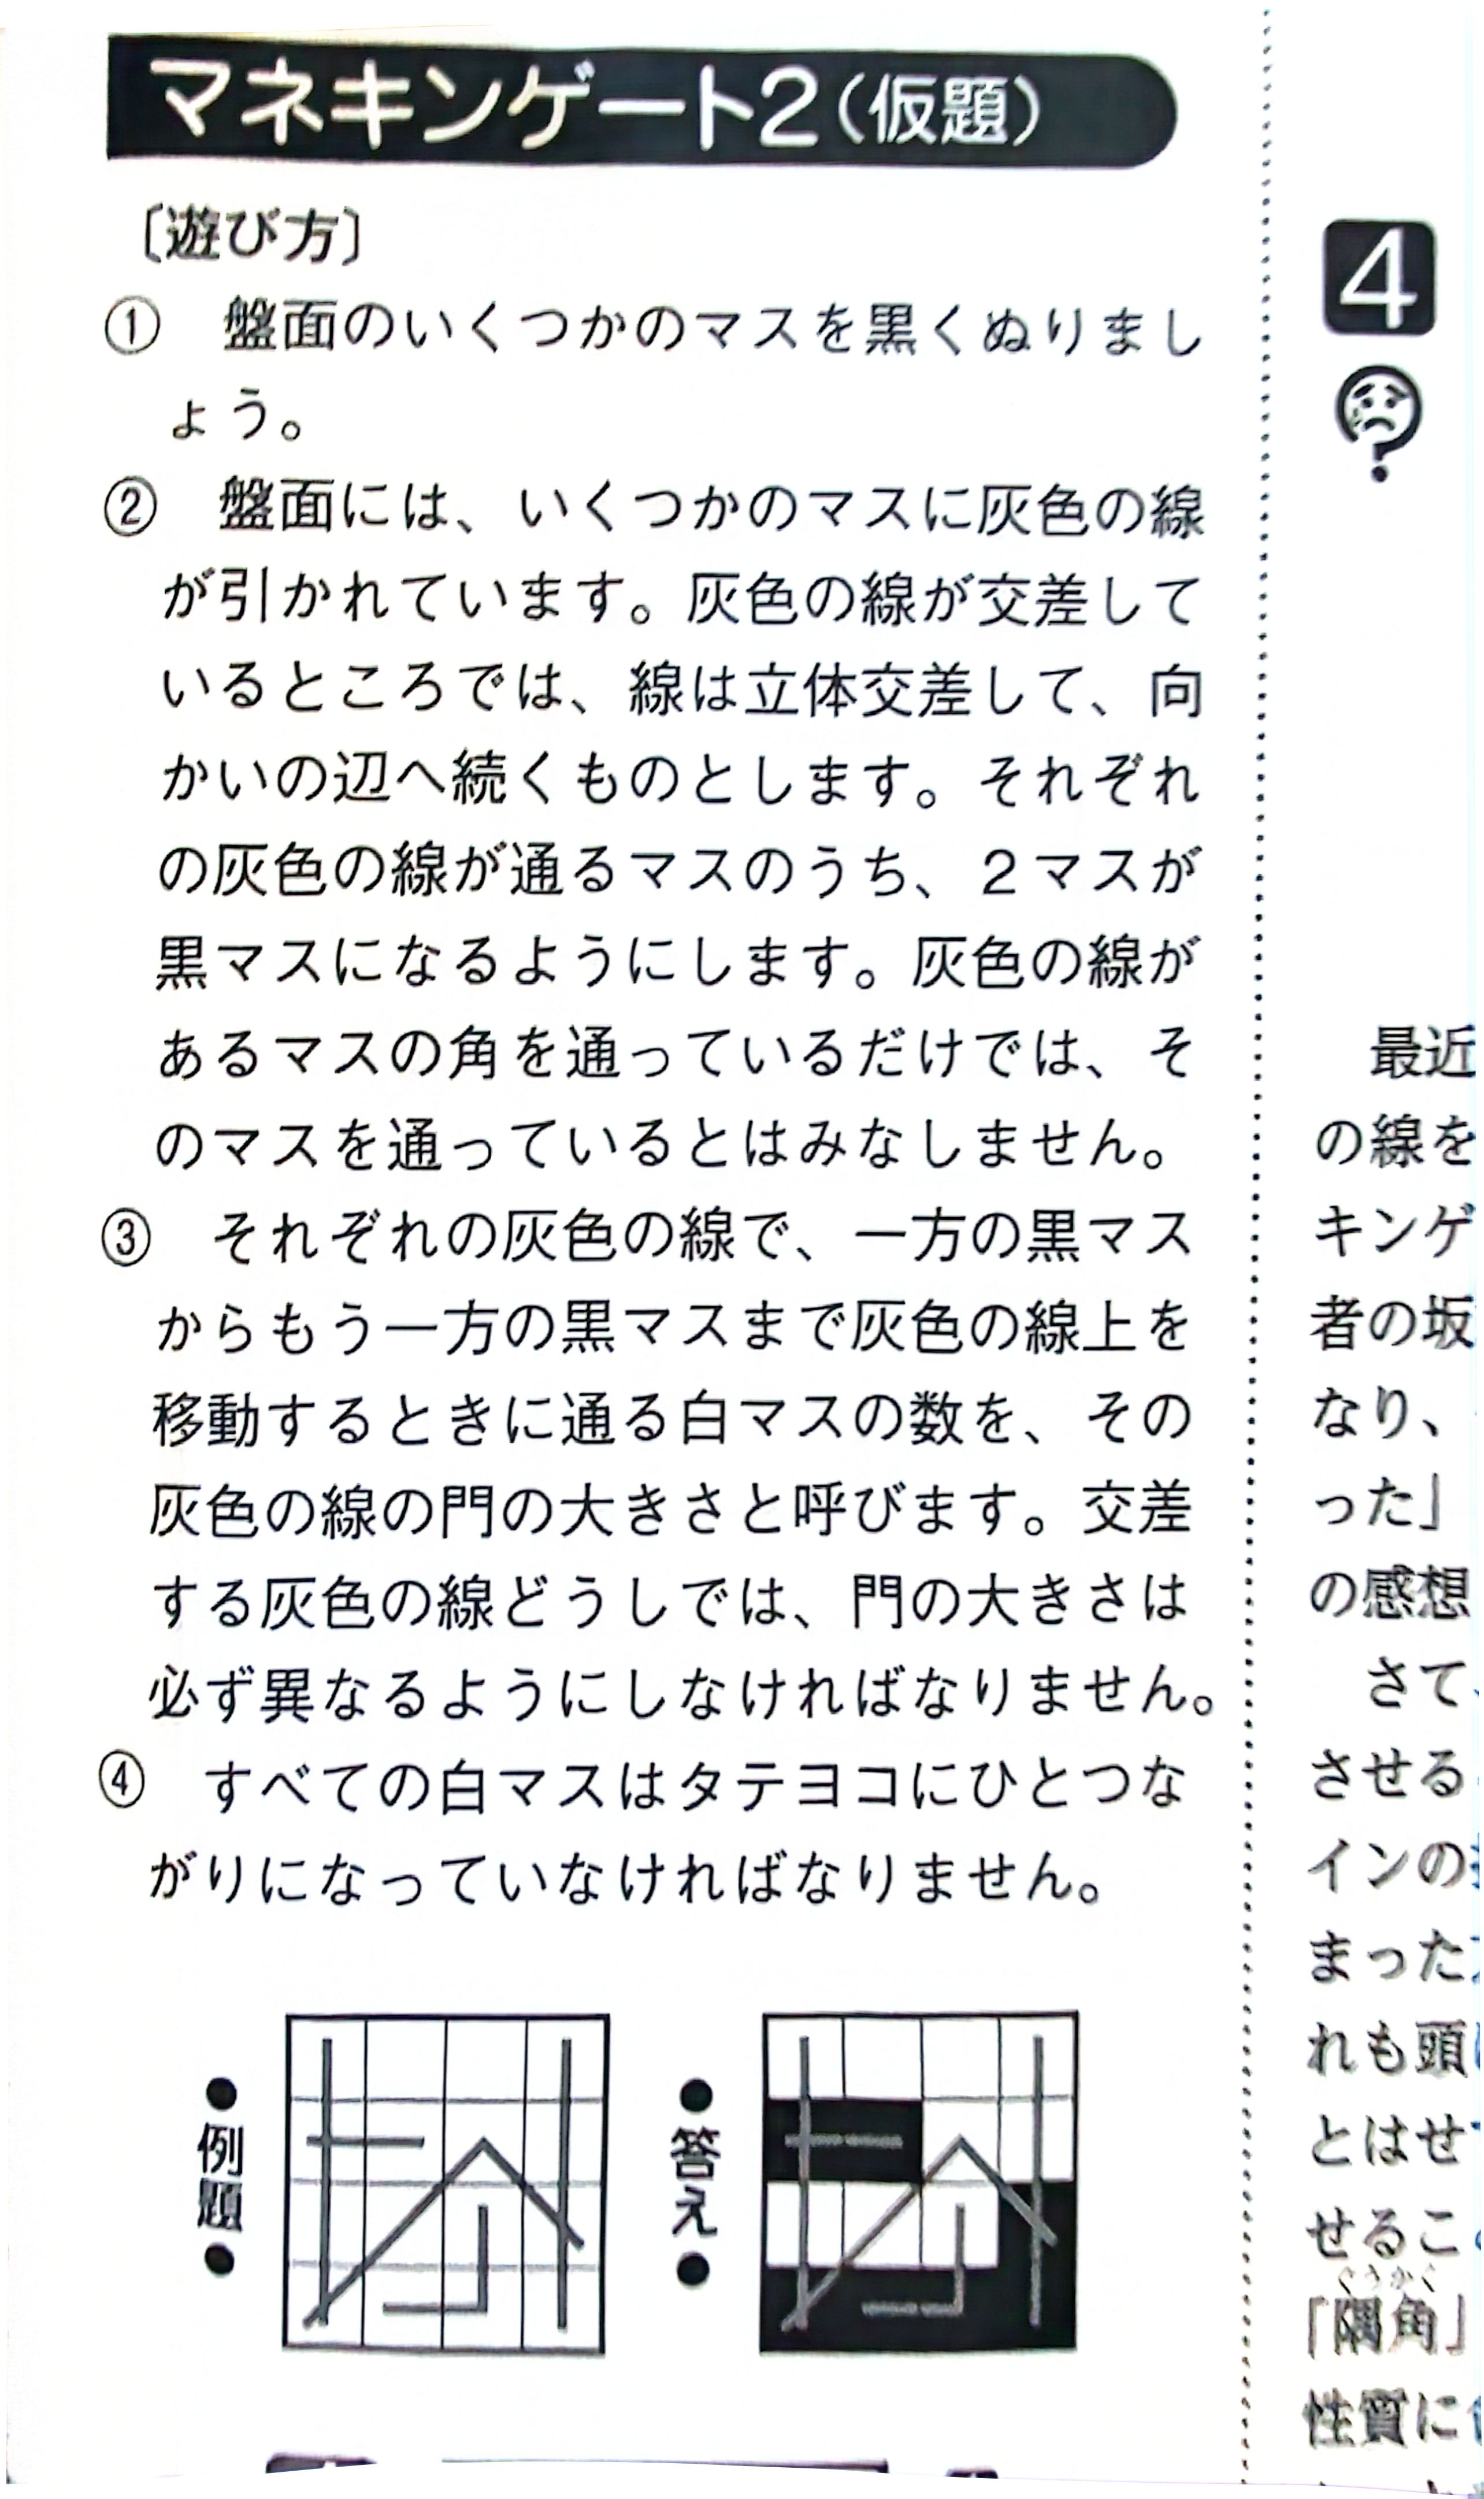 マネキンゲート2(仮題)
〔遊び方〕
① 盤面のいくつかのマスを黒くぬりまし
ょう。
② 盤面には、いくつかのマスに灰色の線
が引かれています。灰色の線が交差して
いるところでは、線は立体交差して、向
かいの辺へ続くものとします。それぞれ
の灰色の線が通るマスのうち、2マスが
黒マスになるようにします。灰色の線が
あるマスの角を通っているだけでは、そ
のマスを通っているとはみなしません。
③ それぞれの灰色の線で、一方の黒マス
からもう一方の黒マスまで灰色の線上を
移動するときに通る白マスの数を、その
灰色の線の門の大きさと呼びます。交差
する灰色の線どうしでは、門の大きさは
必ず異なるようにしなければなりません。
④ すべての白マスはタテヨコにひとつな
がりになっていなければなりません。
●例題●
●答え●
4
最近
の線を
キンゲ
者の坂
なり、
った」
の感想
さて、
させる
インの
まった
れも頭
とはせ
せるこ
ぐうかく
「隅角」
性質に